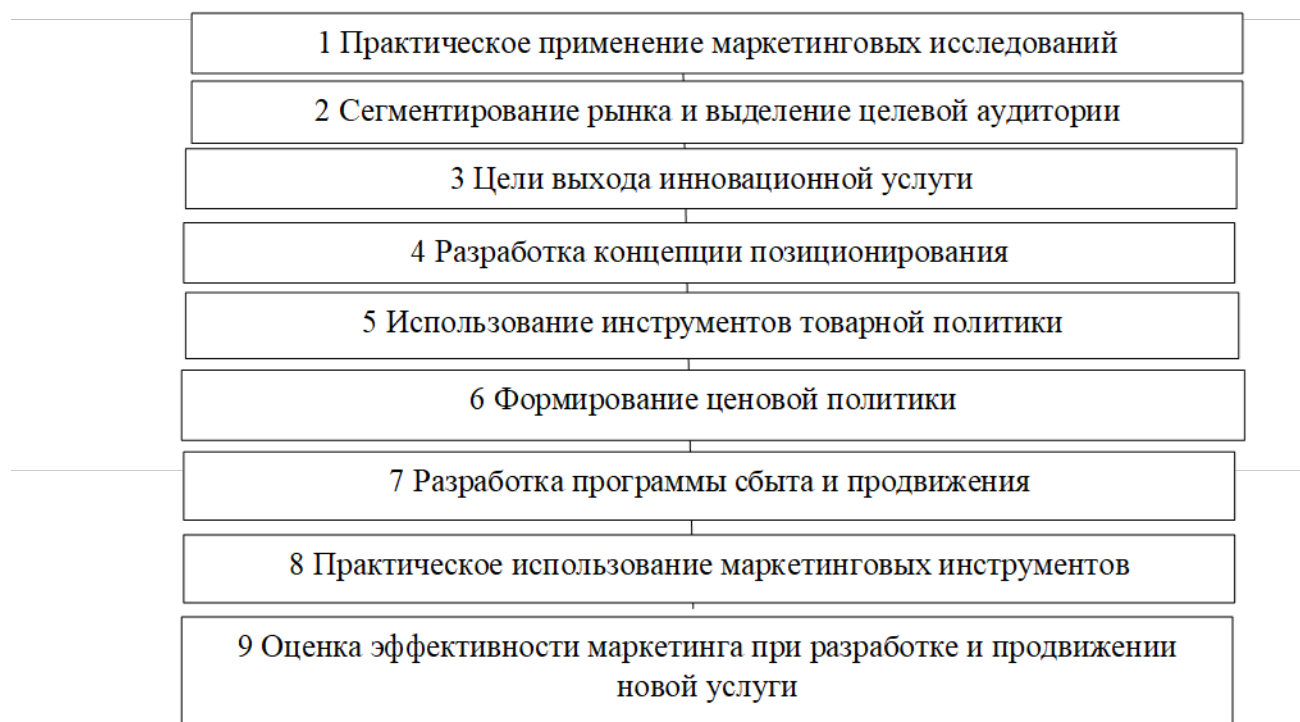 1 Практическое применение маркетинговых исследований
2 Сегментирование рынка и выделение целевой аудитории
3 Цели выхода инновационной услуги
4 Разработка концепции позиционирования
5 Использование инструментов товарной политики
6 Формирование ценовой политики
7 Разработка программы сбыта и продвижения
8 Практическое использование маркетинговых инструментов
9 Оценка эффективности маркетинга при разработке и продвижении
новой услуги